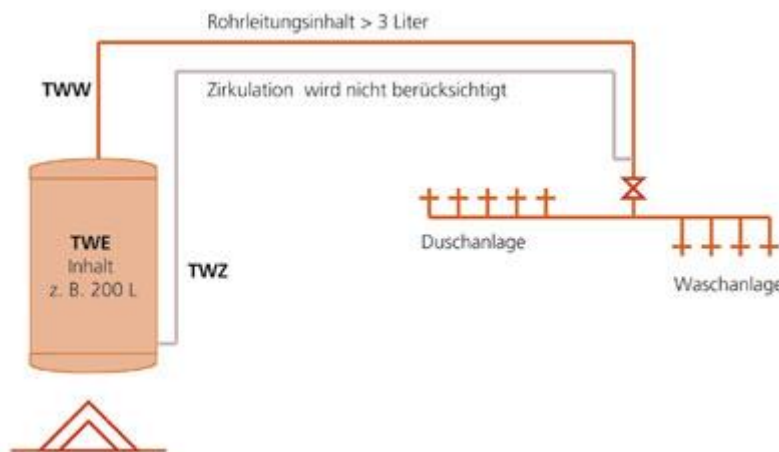 Rohrleitungsinhalt > 3 Liter
TWW
Zirkulation wird nicht berücksichtigt
TWE
Inhalt
z. B. 200 L
TWZ
Duschanlage
Waschanlage